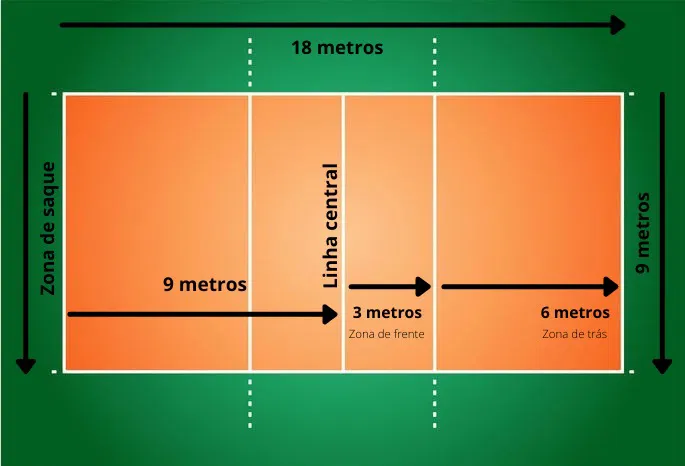 18 metros
Zona de saque
Linha central
9 metros
9 metros
3 metros
6 metros
Zona de frente
Zona de trás